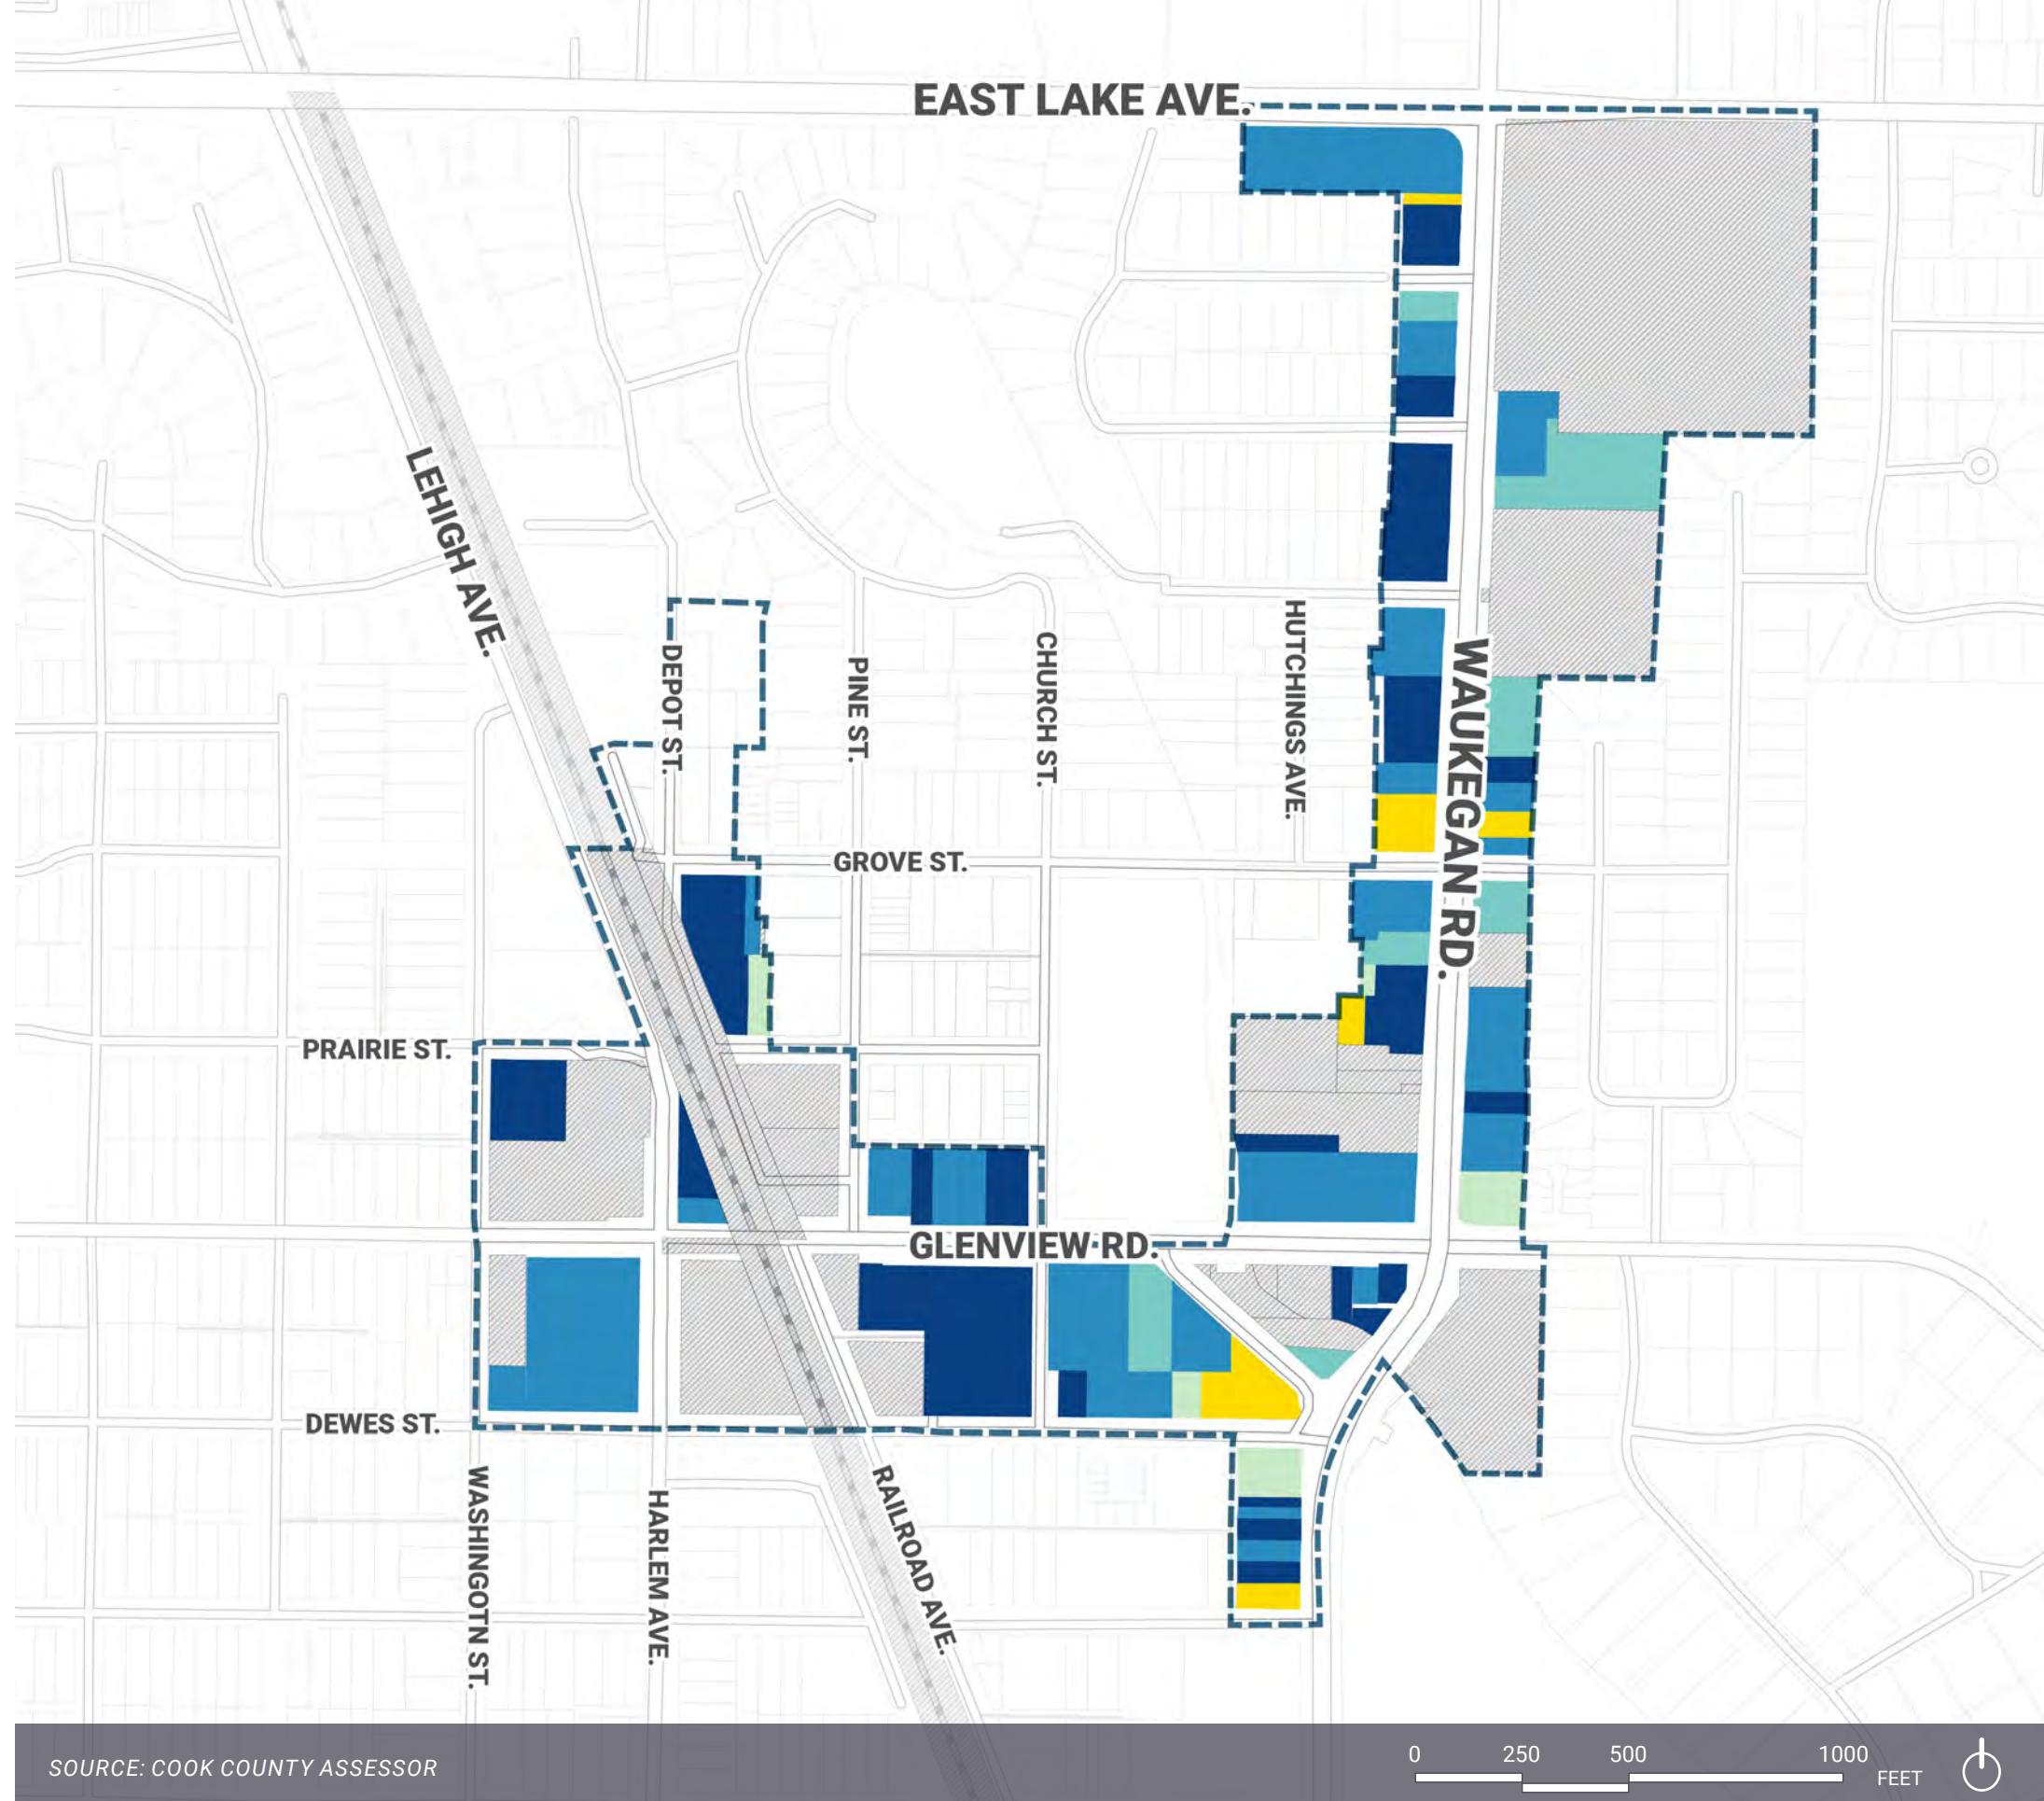 EAST LAKE AVE.
LEHIGH AVE.
DEPOT ST.
PINE ST.
CHURCH ST.
HUTCHINGS AVE.
WAUKEGAN RD.
GROVE ST.
PRAIRIE ST.
GLENVIEW RD.
DEWES ST.
WASHINGOTN ST.
HARLEM AVE.
RAILROAD AVE.
SOURCE: COOK COUNTY ASSESSOR
0 250 500 1000
FEET